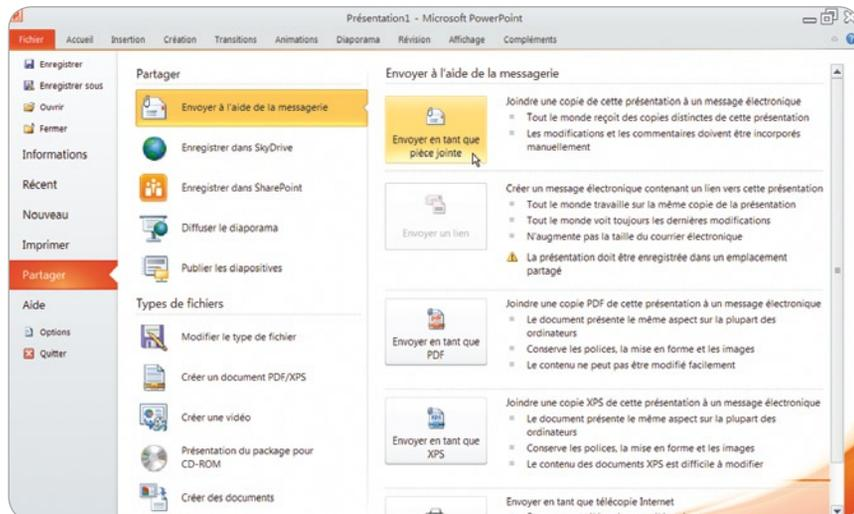 Présentation1 - Microsoft PowerPoint
Fichier Accueil Insertion Création Transitions Animations Diaporama Révision Affichage Compléments
Enregistrer
Enregistrer sous
Ouvrir
Fermer
Informations
Récent
Nouveau
Imprimer
Partager
Aide
Options
Quitter
Partager
Envoyer à l'aide de la messagerie
Enregistrer dans SkyDrive
Enregistrer dans SharePoint
Diffuser le diaporama
Publier les diapositives
Types de fichiers
Modifier le type de fichier
Créer un document PDF/XPS
Créer une vidéo
Présentation du package pour
CD-ROM
Créer des documents
Envoyer à l'aide de la messagerie
Envoyer en tant que
pièce jointe
Joindre une copie de cette présentation à un message électronique
Tout le monde reçoit des copies distinctes de cette présentation
Les modifications et les commentaires doivent être incorporés
manuellement
Envoyer un lien
Créer un message électronique contenant un lien vers cette présentation
Tout le monde travaille sur la même copie de la présentation
Tout le monde voit toujours les dernières modifications
N'augmente pas la taille du courrier électronique
La présentation doit être enregistrée dans un emplacement
partagé
Envoyer en tant que
PDF
Joindre une copie PDF de cette présentation à un message électronique
Le document présente le même aspect sur la plupart des
ordinateurs
Conserve les polices, la mise en forme et les images
Le contenu ne peut pas être modifié facilement
Envoyer en tant que
XPS
Joindre une copie XPS de cette présentation à un message électronique
Le document présente le même aspect sur la plupart des
ordinateurs
Conserve les polices, la mise en forme et les images
Le contenu des documents XPS est difficile à modifier
Envoyer en tant que télécopie Internet